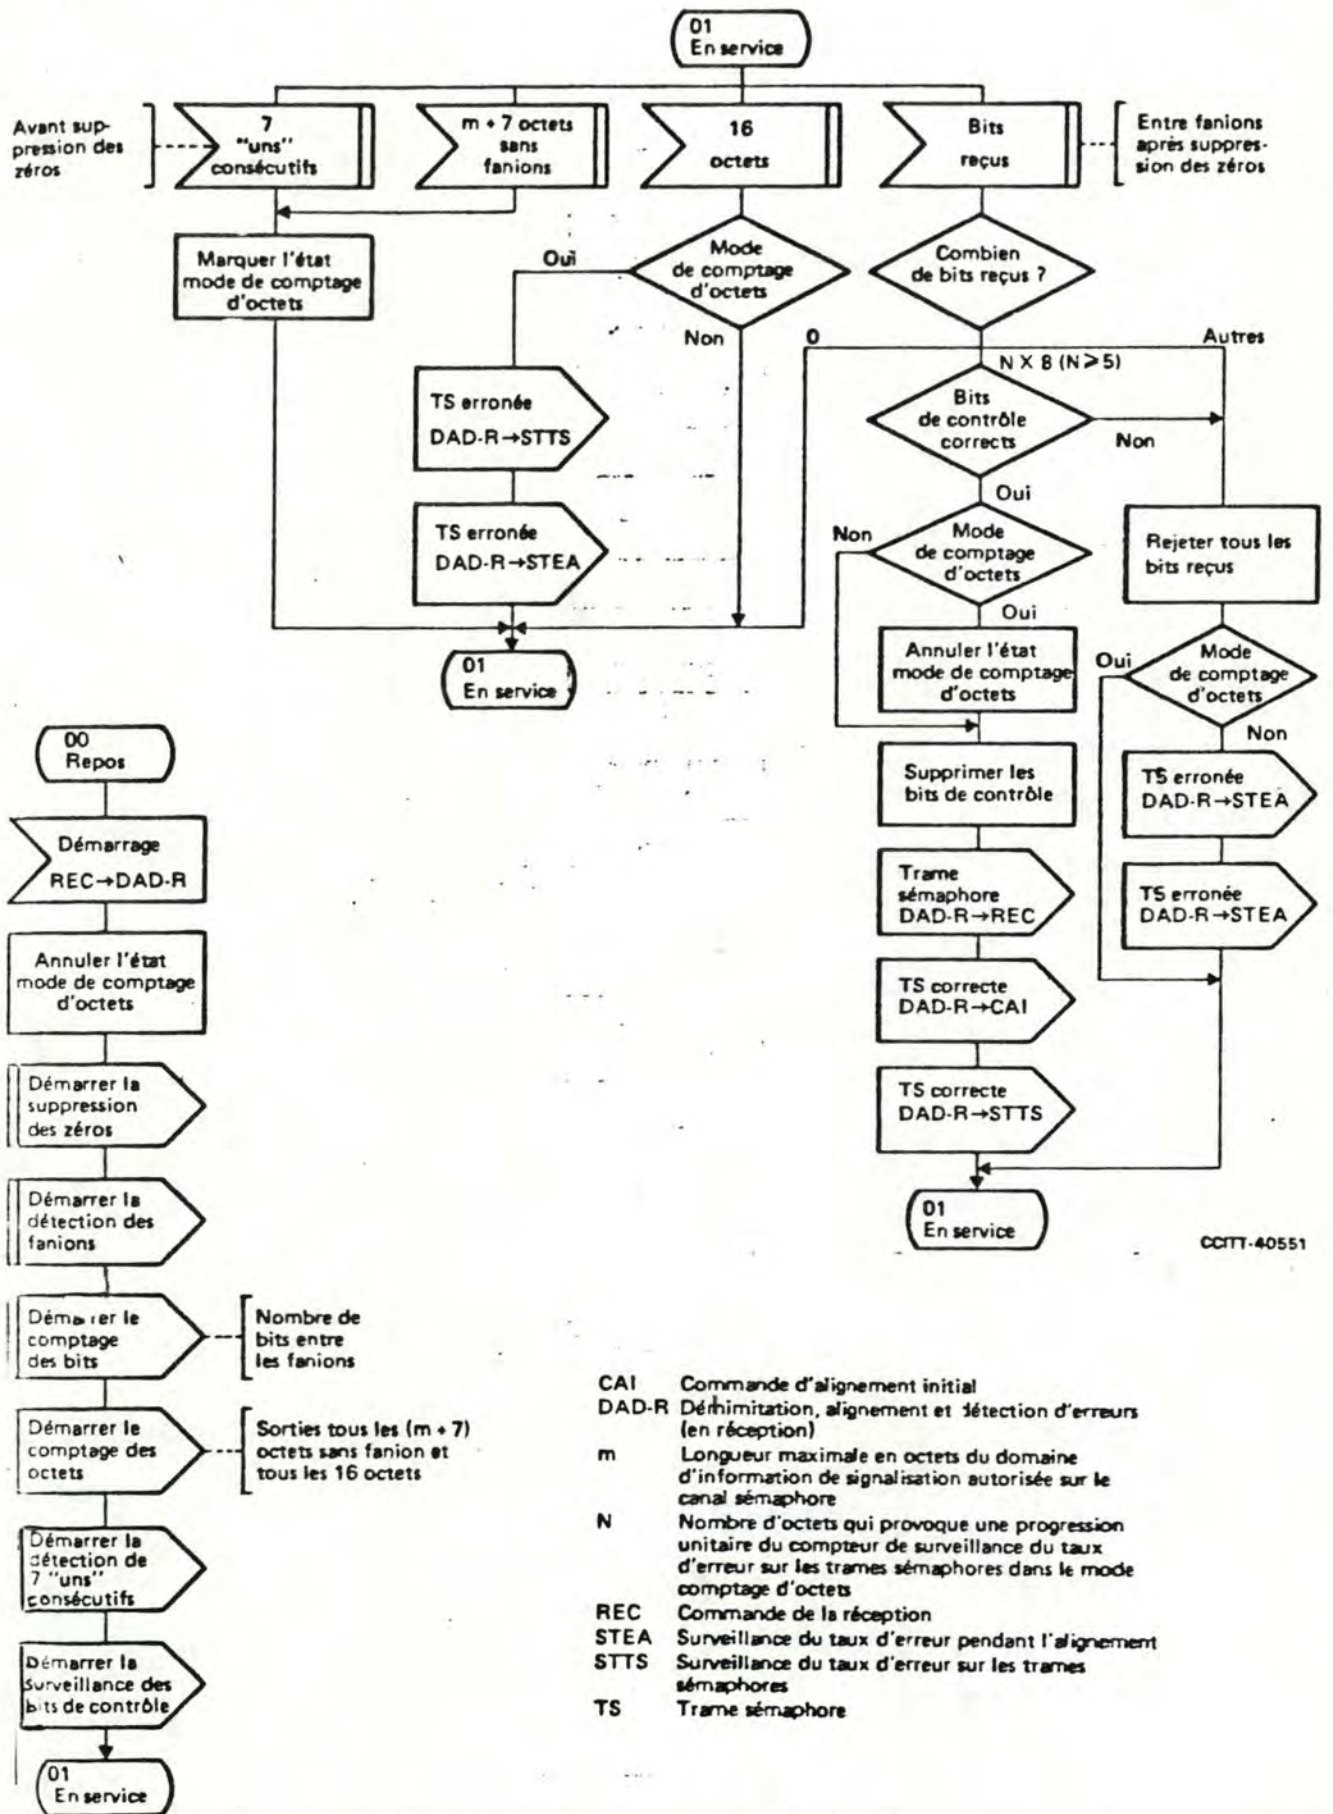 01
En service
Avant sup-
pression des
zéros
7
"uns"
consécutifs
m + 7 octets
sans
fanions
16
octets
Bits
reçus
Entre fanions
après suppres-
sion des zéros
Marquer l'état
mode de comptage
d'octets
Oui
Mode
de comptage
d'octets
Non
Combien
de bits reçus ?
0
Autres
N X 8 (N ⩾ 5)
TS erronée
DAD-R→STTS
TS erronée
DAD-R→STEA
01
En service
Bits
de contrôle
corrects
Non
Oui
Non
Mode
de comptage
d'octets
Oui
Annuler l'état
mode de comptage
d'octets
Supprimer les
bits de contrôle
Trame
sémaphore
DAD-R→REC
TS correcte
DAD-R→CAI
TS correcte
DAD-R→STTS
01
En service
Rejeter tous les
bits reçus
Oui
Mode
de comptage
d'octets
Non
TS erronée
DAD-R→STEA
TS erronée
DAD-R→STEA
CCITT-40551
00
Repos
Démarrage
REC→DAD-R
Annuler l'état
mode de comptage
d'octets
Démarrer la
suppression
des zéros
Démarrer la
détection des
fanions
Démarrer le
comptage
des bits
Nombre de
bits entre
les fanions
Démarrer le
comptage des
octets
Sorties tous les (m + 7)
octets sans fanion et
tous les 16 octets
Démarrer la
détection de
7 "uns"
consécutifs
Démarrer la
surveillance des
bits de contrôle
01
En service
CAI Commande d'alignement initial
DAD-R Délimitation, alignement et détection d'erreurs
(en réception)
m Longueur maximale en octets du domaine
d'information de signalisation autorisée sur le
canal sémaphore
N Nombre d'octets qui provoque une progression
unitaire du compteur de surveillance du taux
d'erreur sur les trames sémaphores dans le mode
comptage d'octets
REC Commande de la réception
STEA Surveillance du taux d'erreur pendant l'alignement
STTS Surveillance du taux d'erreur sur les trames
sémaphores
TS Trame sémaphore